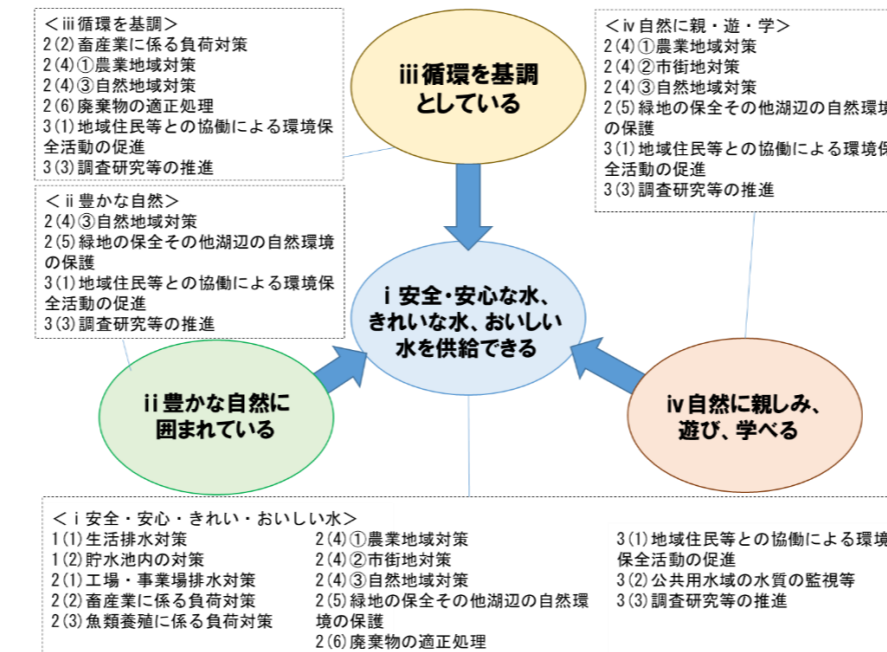 ＜ⅲ循環を基調＞
2(2)畜産業に係る負荷対策
2(4)①農業地域対策
2(4)③自然地域対策
2(6)廃棄物の適正処理
3(1)地域住民等との協働による環境保
全活動の促進
3(3)調査研究等の推進
ⅲ循環を基調
としている
＜ⅳ自然に親・遊・学＞
2(4)①農業地域対策
2(4)②市街地対策
2(4)③自然地域対策
2(5)緑地の保全その他湖辺の自然環境
の保護
3(1)地域住民等との協働による環境保
全活動の促進
3(3)調査研究等の推進
＜ⅱ豊かな自然＞
2(4)③自然地域対策
2(5)緑地の保全その他湖辺の自然環境
の保護
3(1)地域住民等との協働による環境保
全活動の促進
3(3)調査研究等の推進
ⅰ安全・安心な水、
きれいな水、おいしい
水を供給できる
ⅱ豊かな自然に
囲まれている
ⅳ自然に親しみ、
遊び、学べる
＜ⅰ安全・安心・きれい・おいしい水＞
1(1)生活排水対策
1(2)貯水池内の対策
2(1)工場・事業場排水対策
2(2)畜産業に係る負荷対策
2(3)魚類養殖に係る負荷対策
2(4)①農業地域対策
2(4)②市街地対策
2(4)③自然地域対策
2(5)緑地の保全その他湖辺の自然環
境の保護
2(6)廃棄物の適正処理
3(1)地域住民等との協働による環境
保全活動の促進
3(2)公共用水域の水質の監視等
3(3)調査研究等の推進